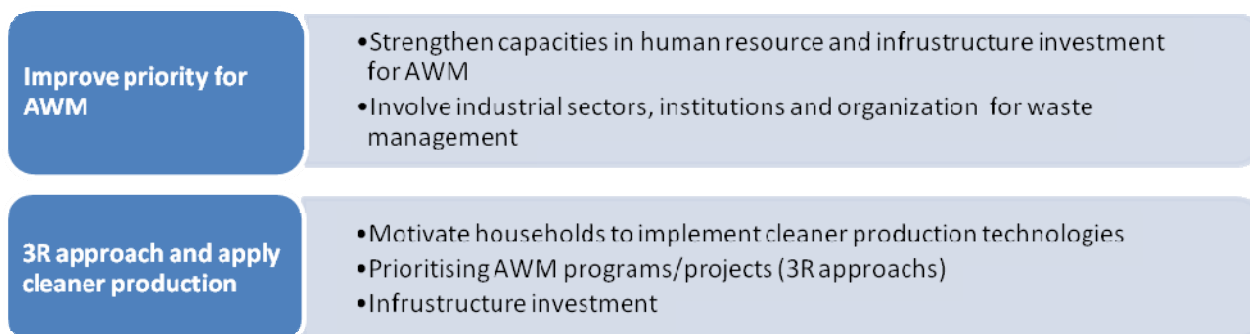 Improve priority for
AWM
•Strengthen capacities in human resource and infrustructure investment
for AWM
•Involve industrial sectors, institutions and organization for waste
management
3R approach and apply
cleaner production
•Motivate households to implement cleaner production technologies
•Prioritising AWM programs/projects (3R approachs)
•Infrustructure investment